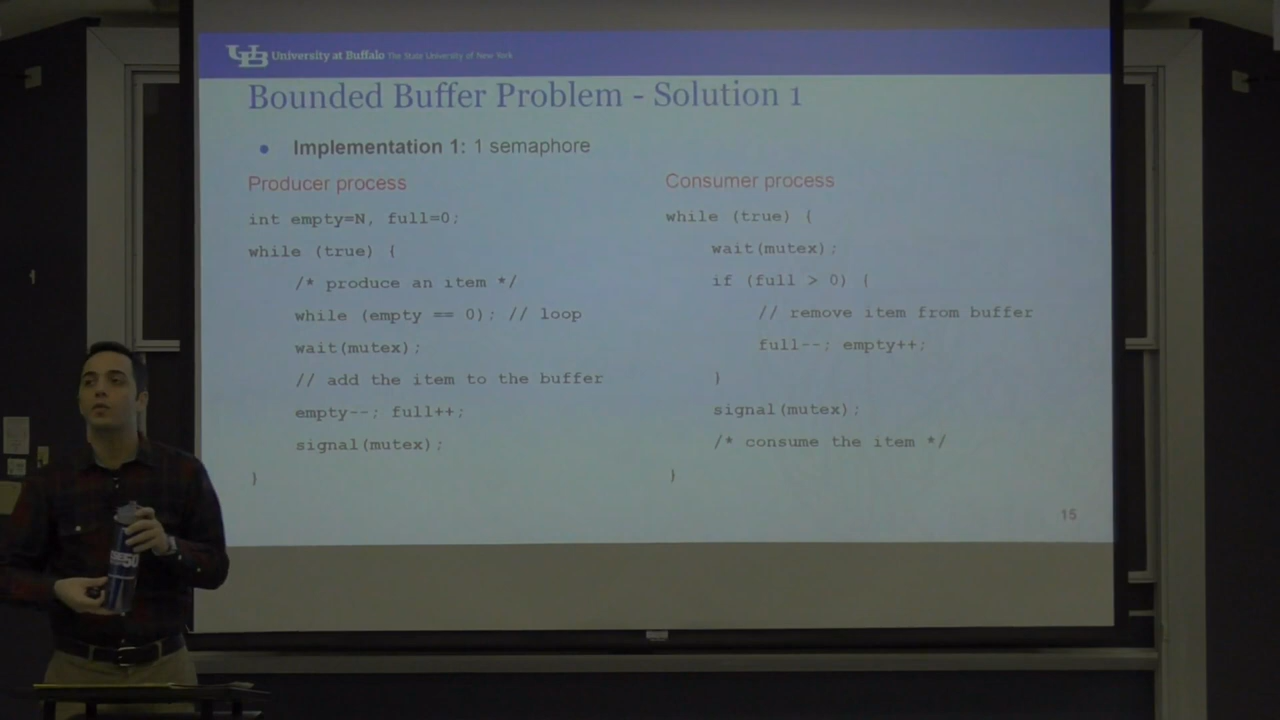 University at Buffalo The State University of New York
Bounded Buffer Problem - Solution 1
• Implementation 1: 1 semaphore
Producer process
int empty=N, full=0;
while (true) {
/* produce an item */
while (empty == 0); // loop
wait(mutex);
// add the item to the buffer
empty--; full++;
signal(mutex);
}
Consumer process
while (true) {
wait(mutex);
if (full > 0) {
// remove item from buffer
full--; empty++;
}
signal(mutex);
/* consume the item */
}
15